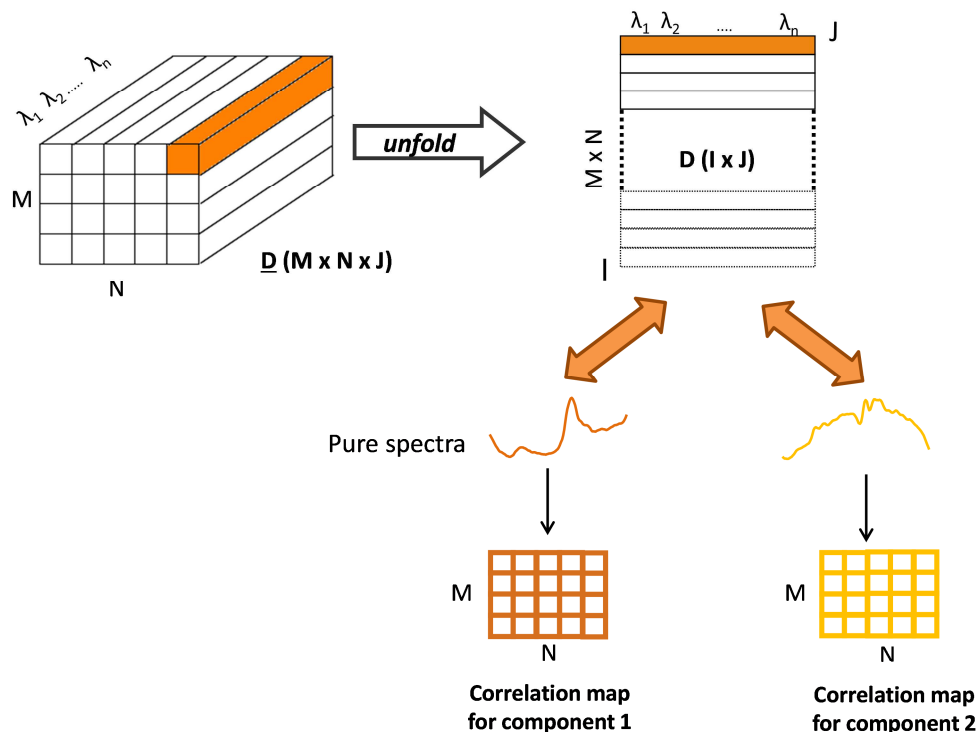 λ1 λ2..... λn
M
N
D (M x N x J)
unfold
λ1 λ2 .... λn
J
M x N
D (I x J)
I
Pure spectra
M
N
Correlation map
for component 1
M
N
Correlation map
for component 2